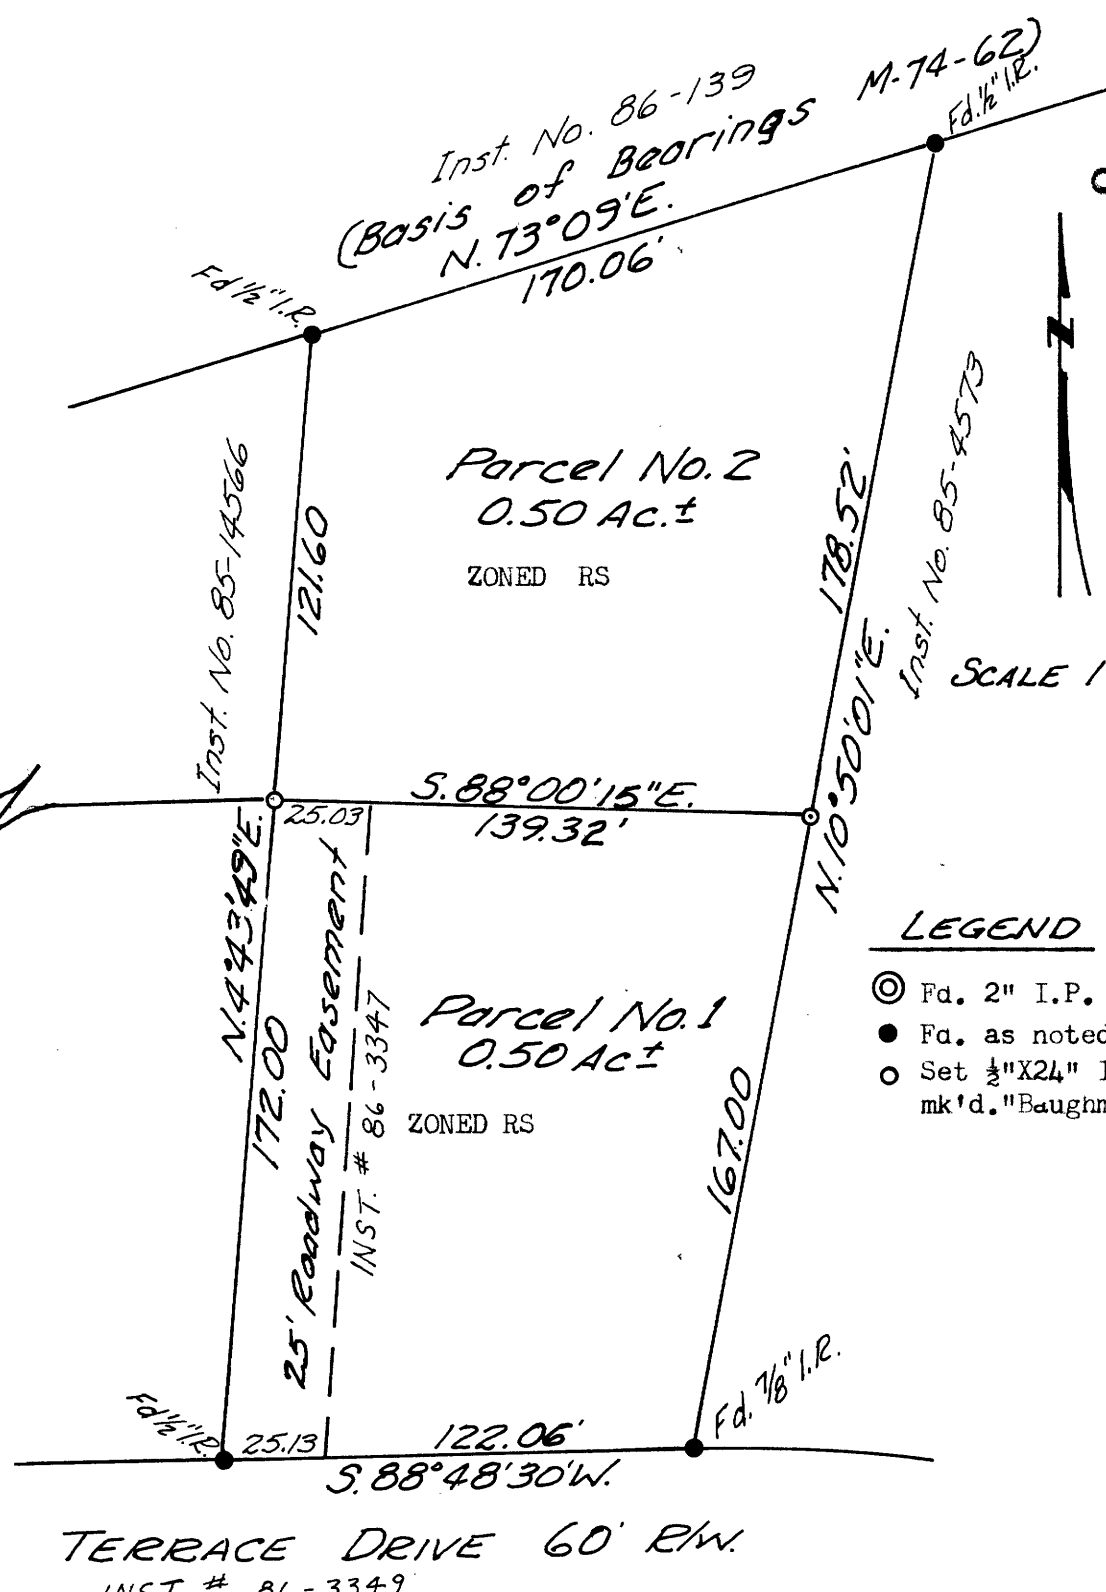 Inst. No. 86-139
(Basis of Bearings M-74-62)
N. 73°09'E.
170.06'
Fd. ½" I.R.
Fd ½" I.R.
Inst. No. 85-14566
121.60
Parcel No. 2
0.50 Ac.±
ZONED RS
178.52'
Inst. No. 85-4573
N. 10°50'01"E.
N
SCALE 1
S. 88°00'15"E.
139.32'
25.03
N. 4°43'49"E.
172.00
25' Roadway Easement
INST. # 86-3347
Parcel No. 1
0.50 Ac±
ZONED RS
167.00
LEGEND
Fd. 2" I.P.
Fd. as noted
Set ½"X24" I
mk'd. "Baughm
Fd ½" I.R.
25.13
122.06'
S. 88°48'30"W.
Fd. 7/8" I.R.
TERRACE DRIVE 60' R/W.
INST # 86-3349